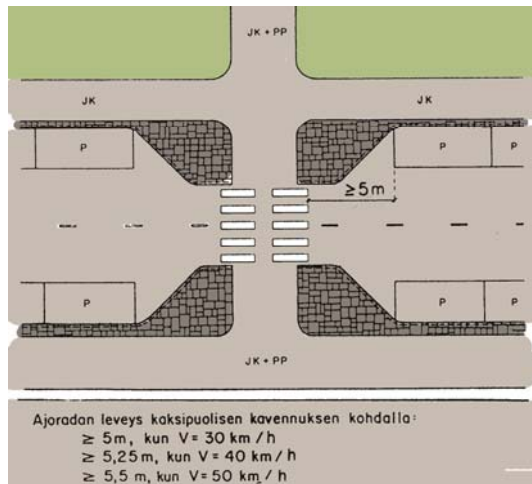 JK + PP
JK
JK
P
P
P
≥5m
P
P
P
JK + PP
Ajoradan leveys kaksipuolisen kavennuksen kohdalla:
≥ 5m, kun V= 30 km/h
≥ 5,25 m, kun V= 40 km/h
≥ 5,5 m, kun V= 50 km/h